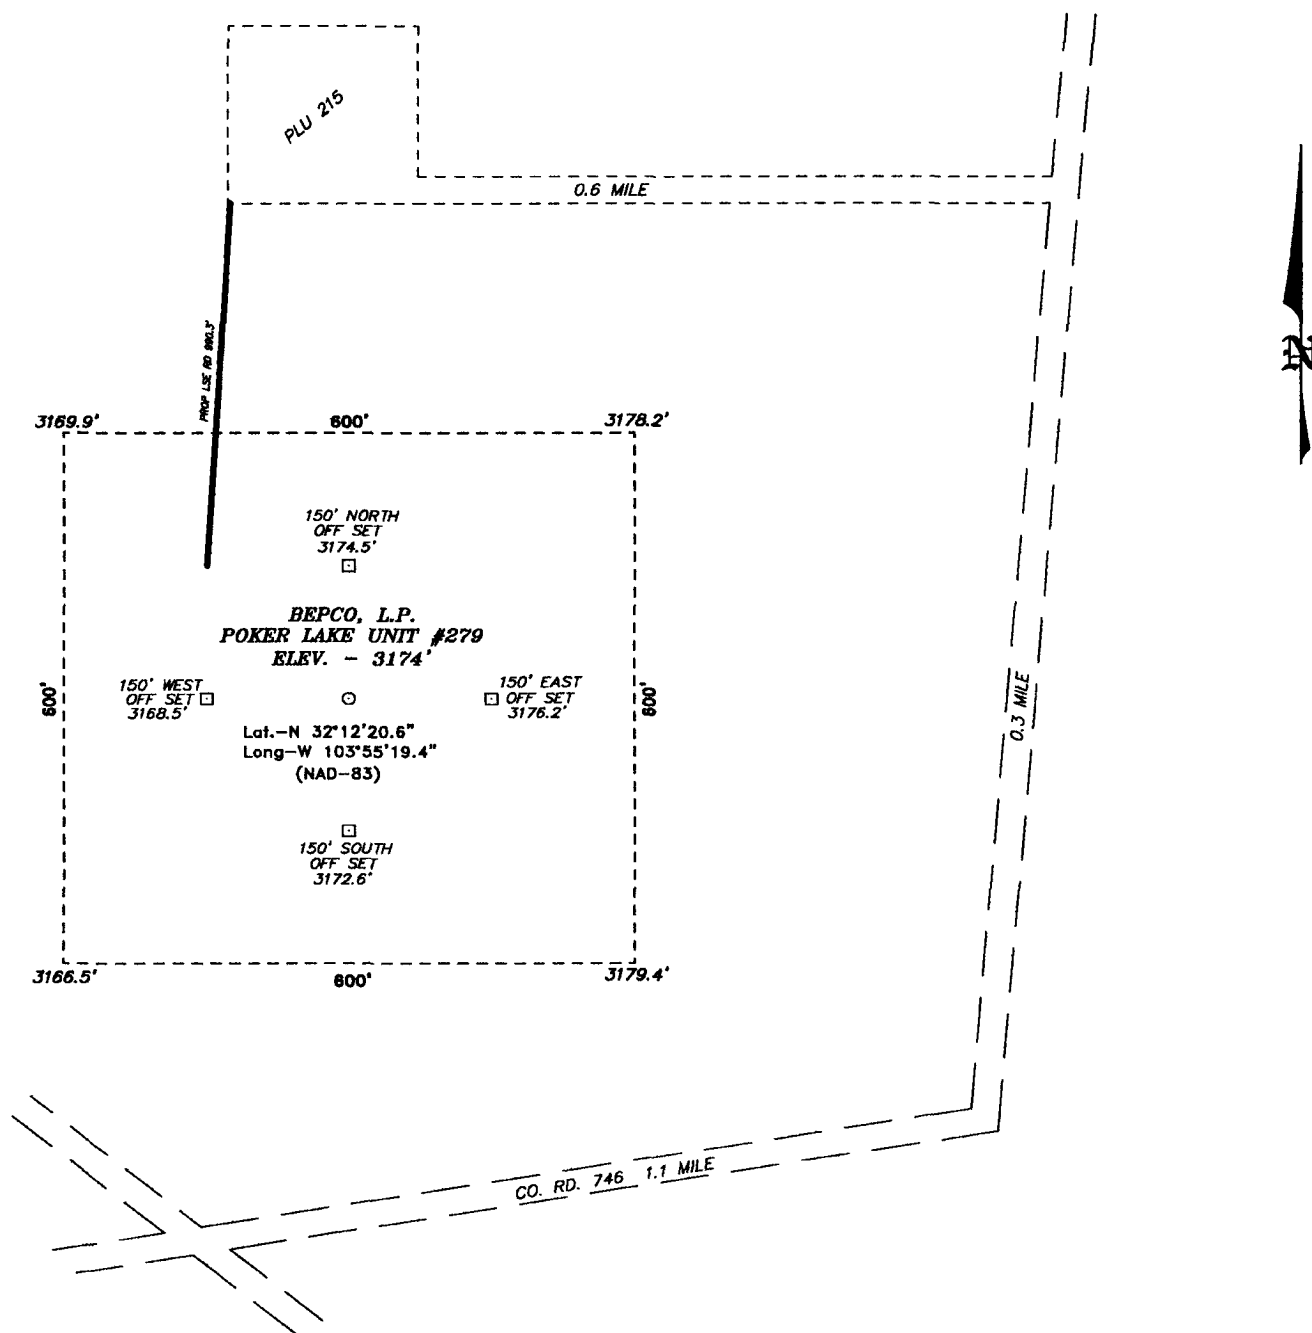 PLU 215
0.6 MILE
PROP LSE RD 990.3'
3169.9'
600'
3178.2'
150' NORTH
OFF SET
3174.5'
BEPCO, L.P.
POKER LAKE UNIT #279
ELEV. - 3174'
600'
150' WEST
OFF SET
3168.5'
150' EAST
OFF SET
3176.2'
600'
Lat.-N 32°12'20.6"
Long-W 103°55'19.4"
(NAD-83)
0.3 MILE
150' SOUTH
OFF SET
3172.6'
3166.5'
600'
3179.4'
CO. RD. 746 1.1 MILE
N